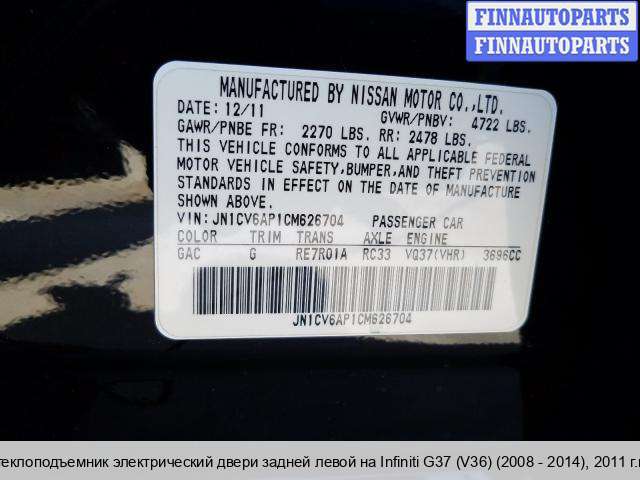 FINNAUTOPARTS
FINNAUTOPARTS
MANUFACTURED BY NISSAN MOTOR CO.,LTD.
DATE: 12/11 GVWR/PNBV: 4722 LBS.
GAWR/PNBE FR: 2270 LBS. RR: 2478 LBS.
THIS VEHICLE CONFORMS TO ALL APPLICABLE FEDERAL
MOTOR VEHICLE SAFETY,BUMPER,AND THEFT PREVENTION
STANDARDS IN EFFECT ON THE DATE OF MANUFACTURE
SHOWN ABOVE.
VIN: JN1CV6AP1CM626704 PASSENGER CAR
COLOR TRIM TRANS AXLE ENGINE
GAC G RE7R01A RC33 VQ37(VHR) 3696CC
JN1CV6AP1CM626704
теклоподъемник электрический двери задней левой на Infiniti G37 (V36) (2008 - 2014), 2011 г.